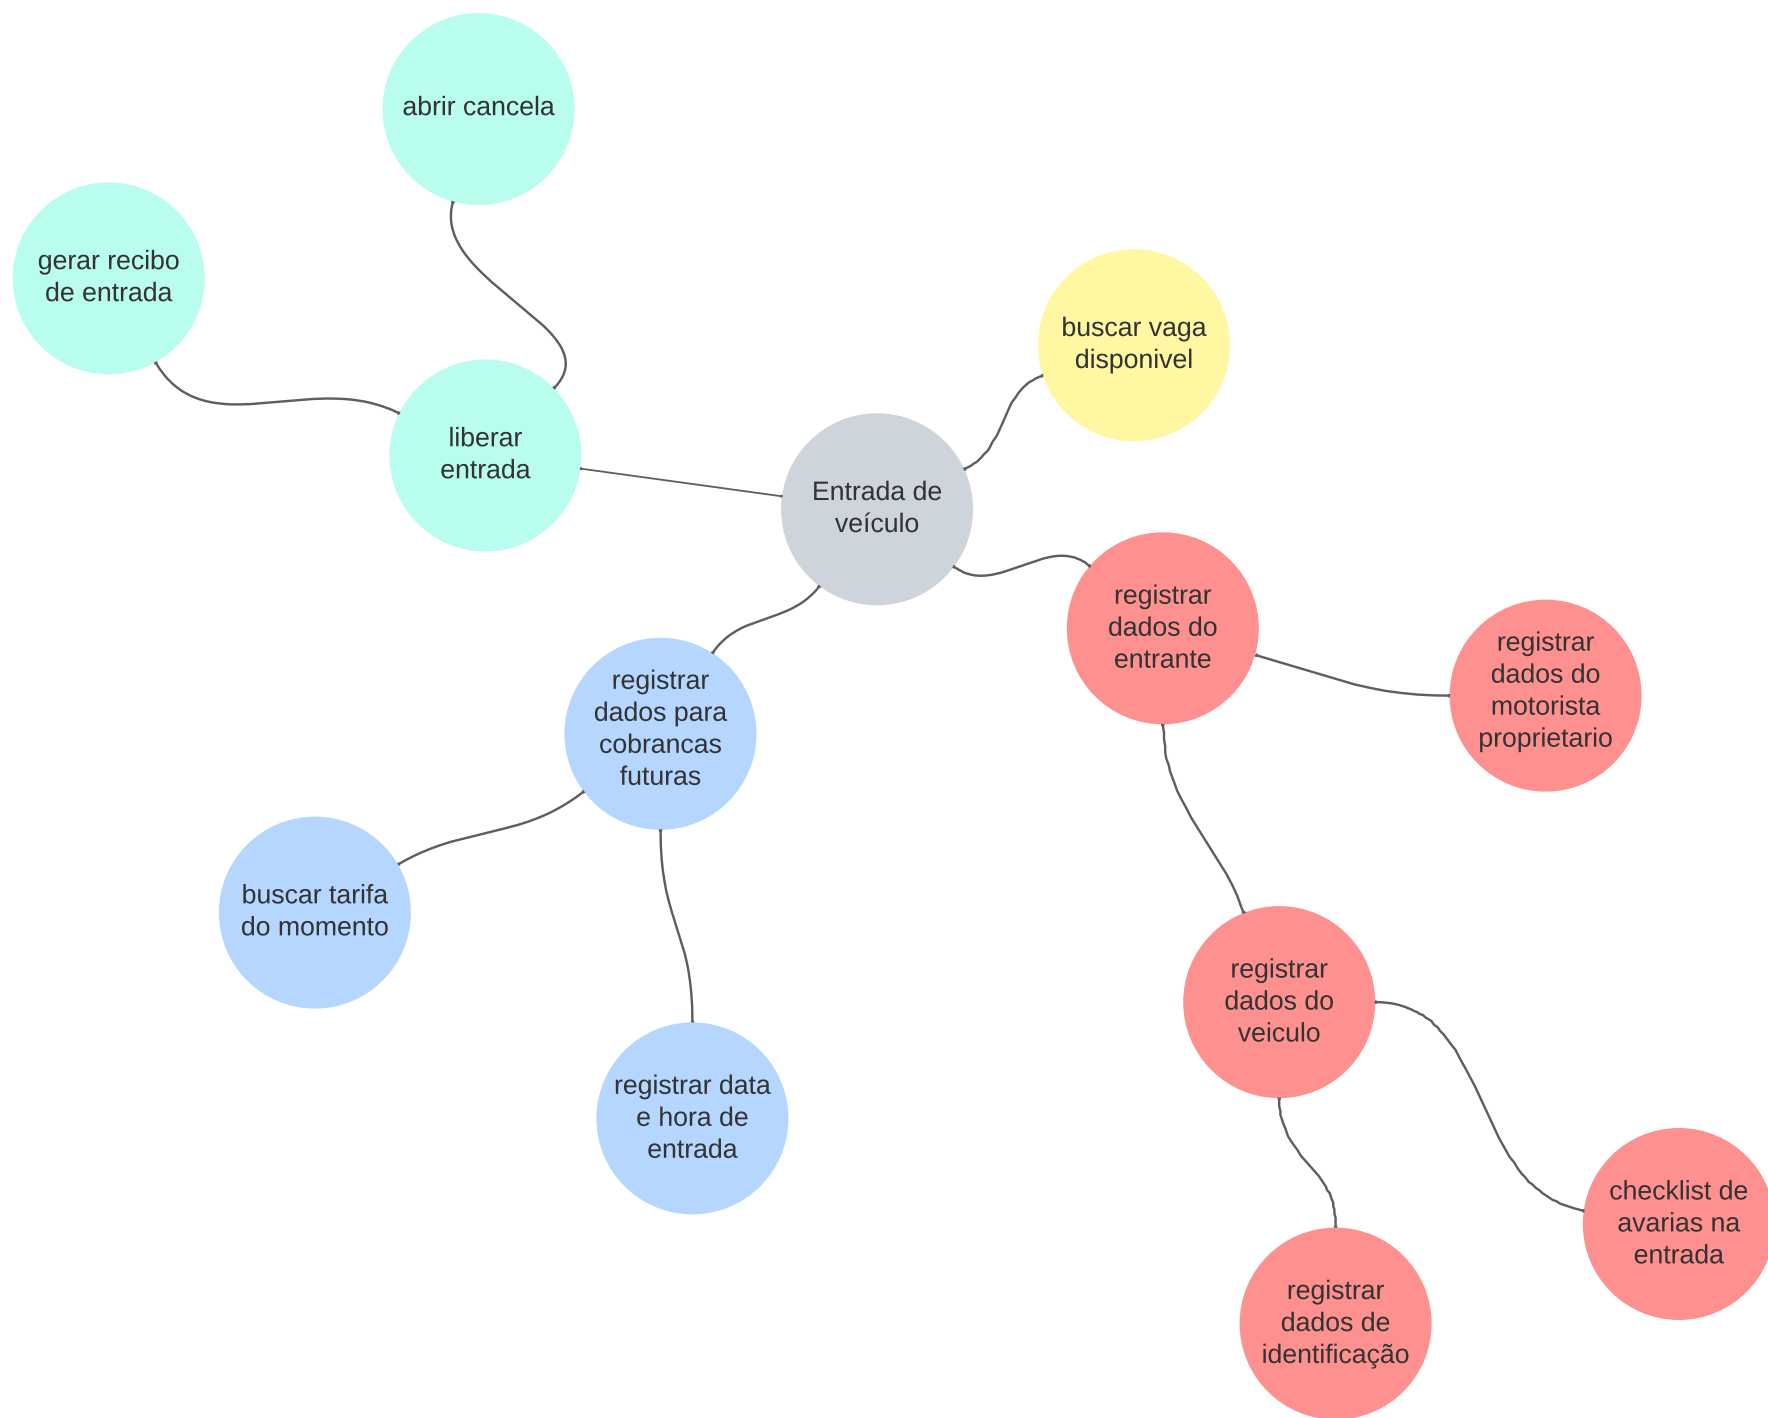 abrir cancela
gerar recibo
de entrada
liberar
entrada
Entrada de
veículo
buscar vaga
disponivel
registrar
dados do
entrante
registrar
dados do
motorista
proprietario
registrar
dados para
cobrancas
futuras
buscar tarifa
do momento
registrar data
e hora de
entrada
registrar
dados do
veiculo
checklist de
avarias na
entrada
registrar
dados de
identificação